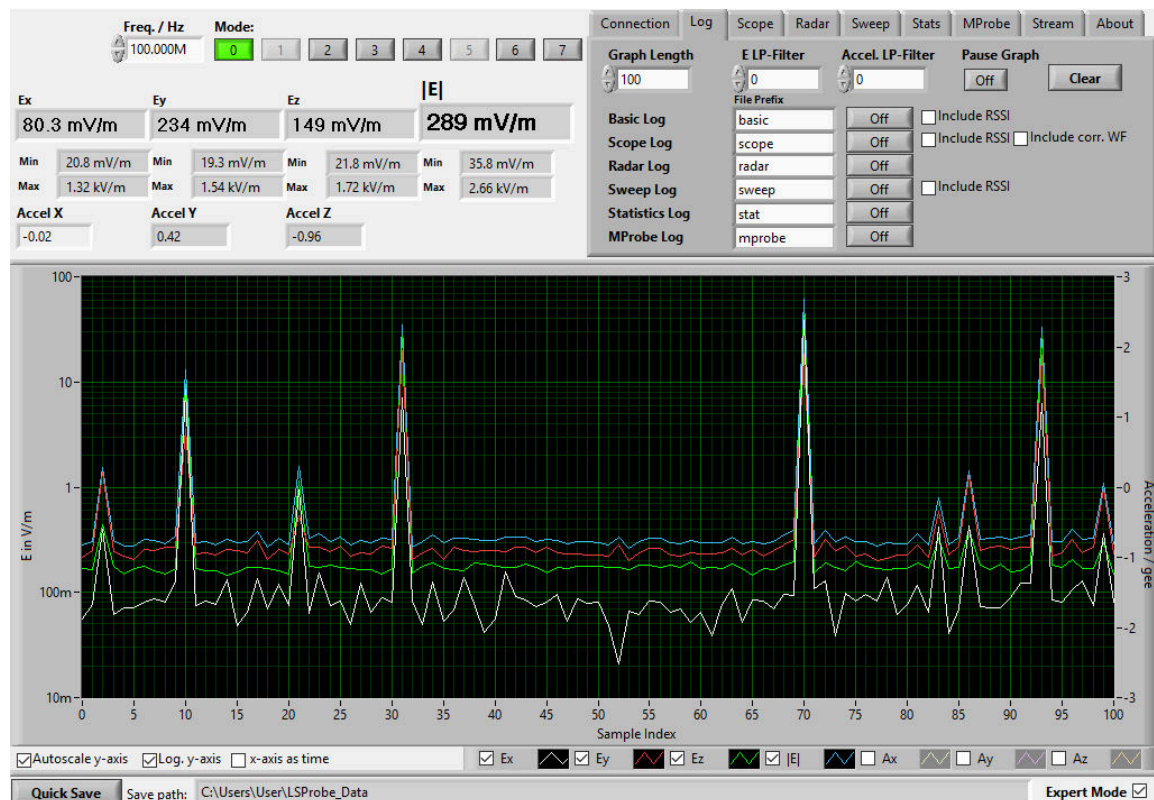 Freq. / Hz Mode:
100.000M 0 1 2 3 4 5 6 7
Ex Ey Ez |E|
80.3 mV/m 234 mV/m 149 mV/m 289 mV/m
Min 20.8 mV/m Min 19.3 mV/m Min 21.8 mV/m Min 35.8 mV/m
Max 1.32 kV/m Max 1.54 kV/m Max 1.72 kV/m Max 2.66 kV/m
Accel X Accel Y Accel Z
-0.02 0.42 -0.96
Connection Log Scope Radar Sweep Stats MProbe Stream About
Graph Length E LP-Filter Accel. LP-Filter Pause Graph
100 0 0 Off Clear
File Prefix
Basic Log basic Off Include RSSI
Scope Log scope Off Include RSSI Include corr. WF
Radar Log radar Off
Sweep Log sweep Off Include RSSI
Statistics Log stat Off
MProbe Log mprobe Off
100 3
2
10
1
1 0
E in V/m Acceleration / gee
-1
100m
-2
10m -3
0 5 10 15 20 25 30 35 40 45 50 55 60 65 70 75 80 85 90 95 100
Sample Index
Autoscale y-axis Log. y-axis x-axis as time Ex Ey Ez |E| Ax Ay Az
Quick Save Save path: C:\Users\User\LSProbe_Data Expert Mode